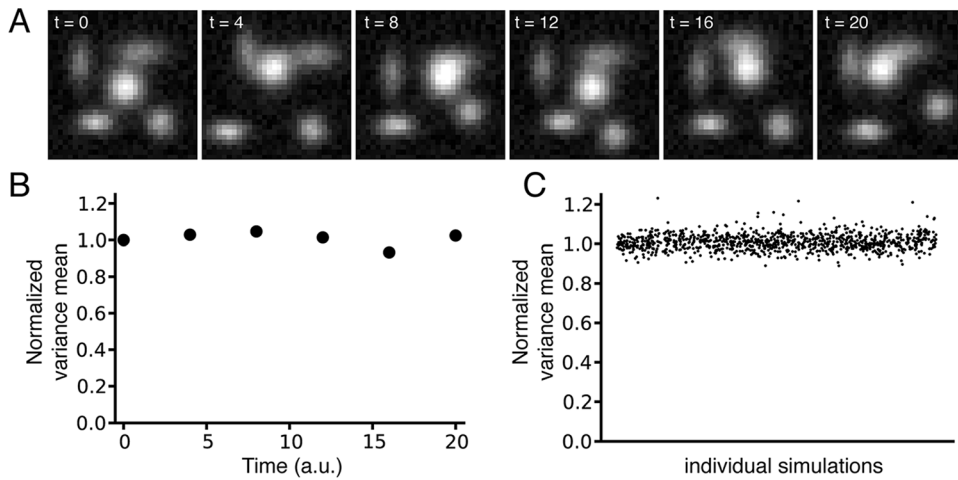 A
t = 0
t = 4
t = 8
t = 12
t = 16
t = 20
B
Normalized
variance mean
1.2
1.0
0.8
0.6
0.4
0.2
0.0
0
5
10
15
20
Time (a.u.)
C
Normalized
variance mean
1.2
1.0
0.8
0.6
0.4
0.2
0.0
individual simulations